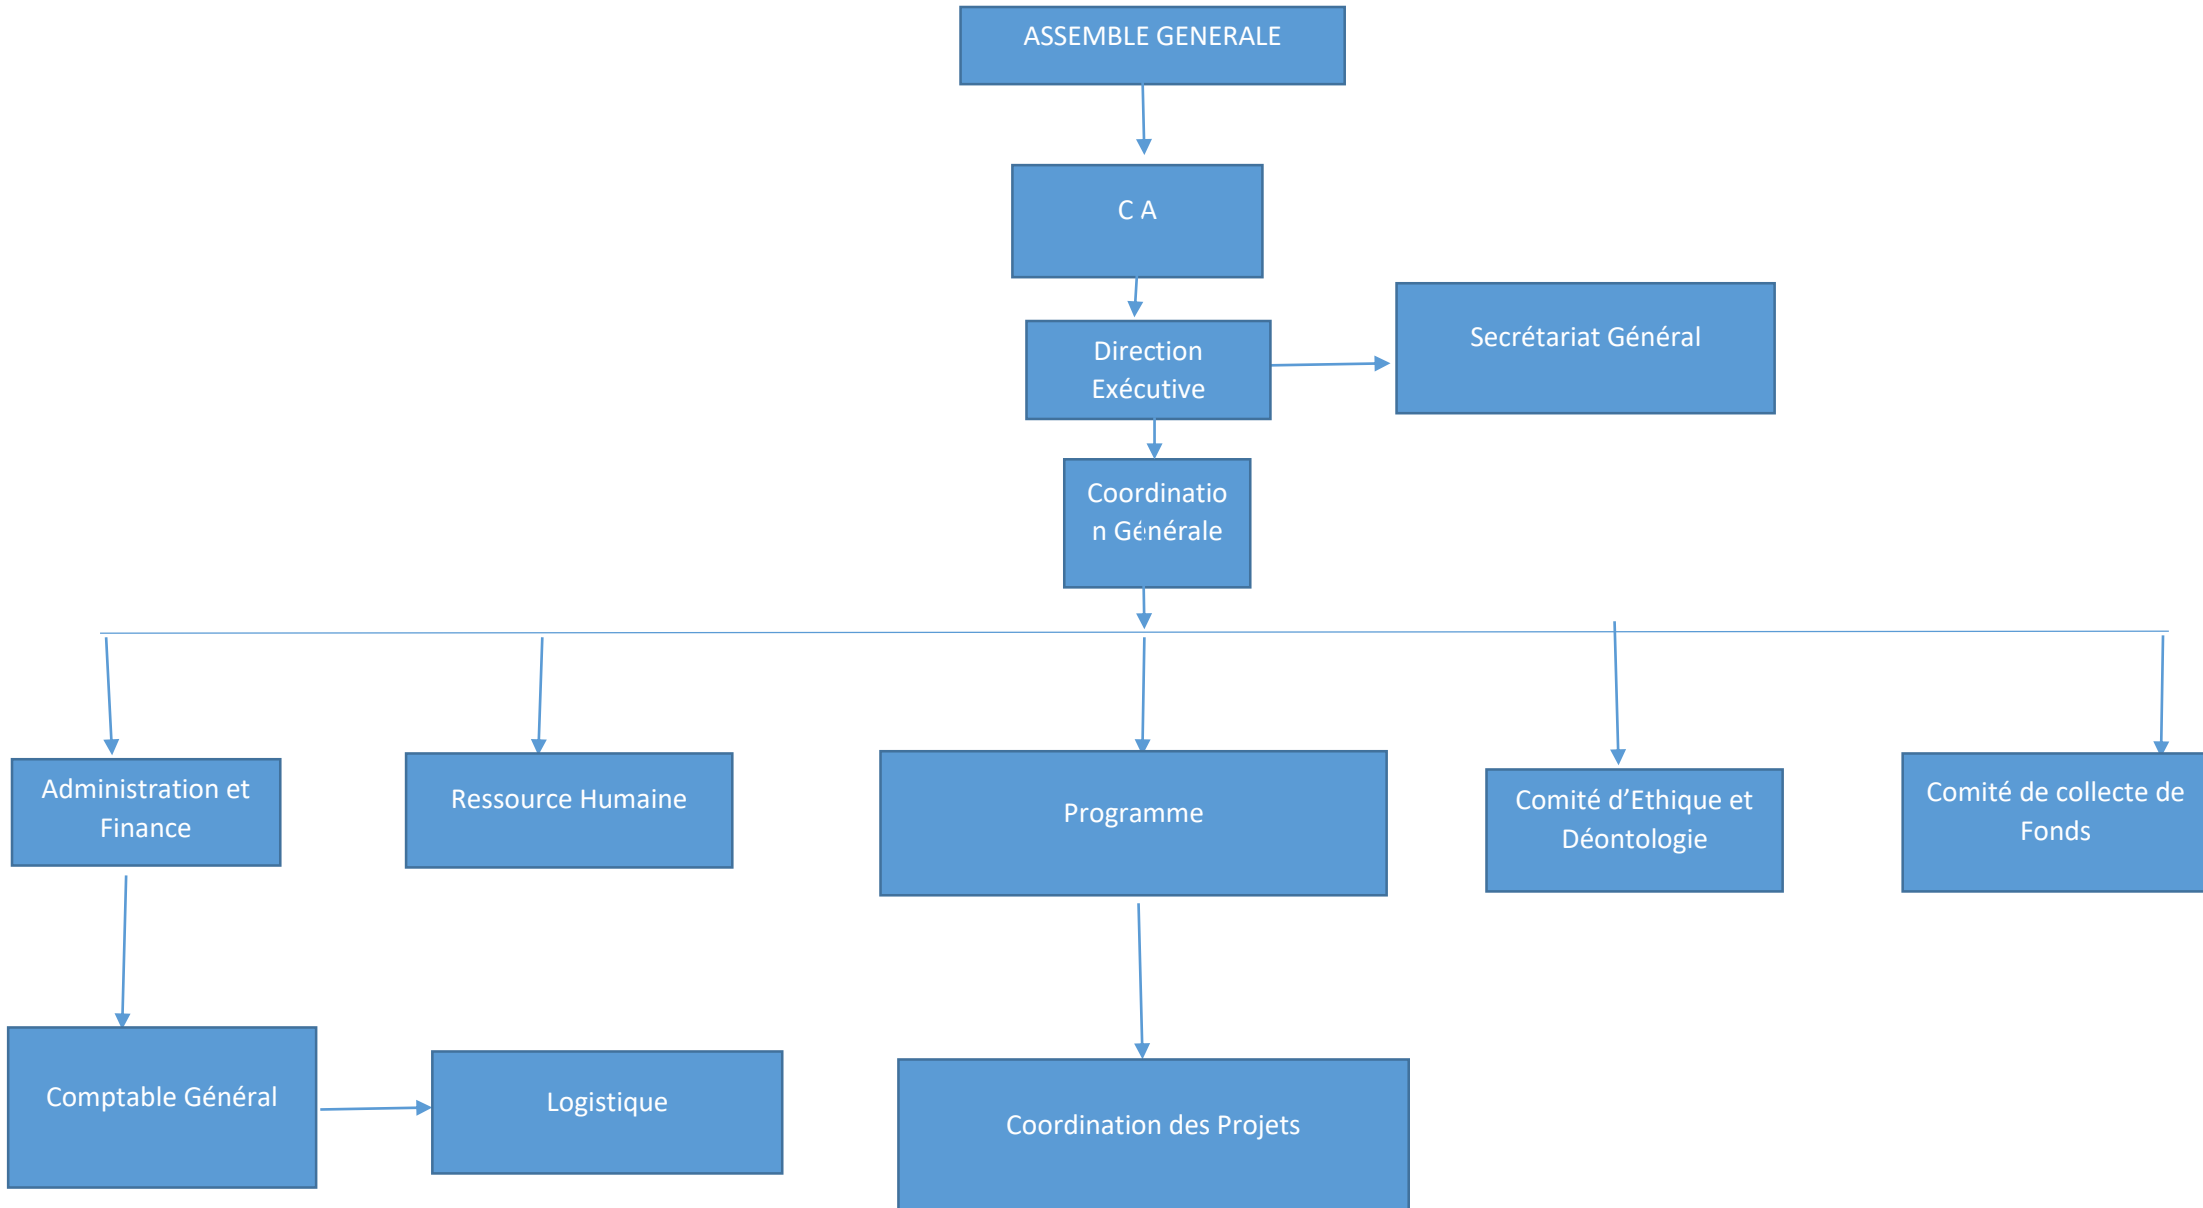 ASSEMBLE GENERALE
C A
Direction
Exécutive
Secrétariat Général
Coordinatio
n Générale
Administration et
Finance
Ressource Humaine
Programme
Comité d’Ethique et
Déontologie
Comité de collecte de
Fonds
Comptable Général
Logistique
Coordination des Projets